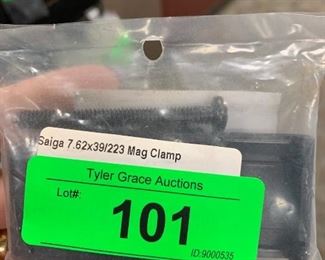 Saiga 7.62x39/223 Mag Clamp
Tyler Grace Auctions
Lot#:
101
ID:9000535